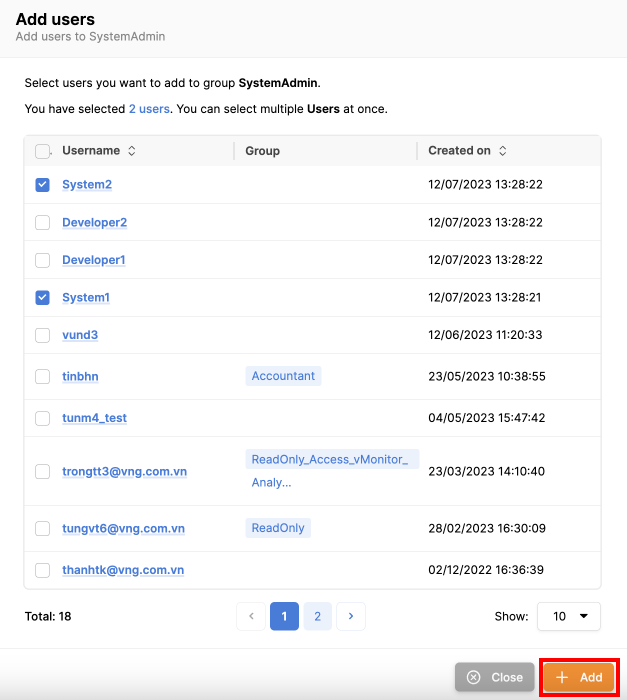 Add users
Add users to SystemAdmin
Select users you want to add to group SystemAdmin.
You have selected 2 users. You can select multiple Users at once.
Username Group Created on
System2 12/07/2023 13:28:22
Developer2 12/07/2023 13:28:22
Developer1 12/07/2023 13:28:22
System1 12/07/2023 13:28:21
vund3 12/06/2023 11:20:33
tinbhn Accountant 23/05/2023 10:38:55
tunm4_test 04/05/2023 15:47:42
trongtt3@vng.com.vn ReadOnly_Access_vMonitor_ 23/03/2023 14:10:40
Analy...
tungvt6@vng.com.vn ReadOnly 28/02/2023 16:30:09
thanhtk@vng.com.vn 02/12/2022 16:36:39
Total: 18 1 2 Show: 10
Close Add